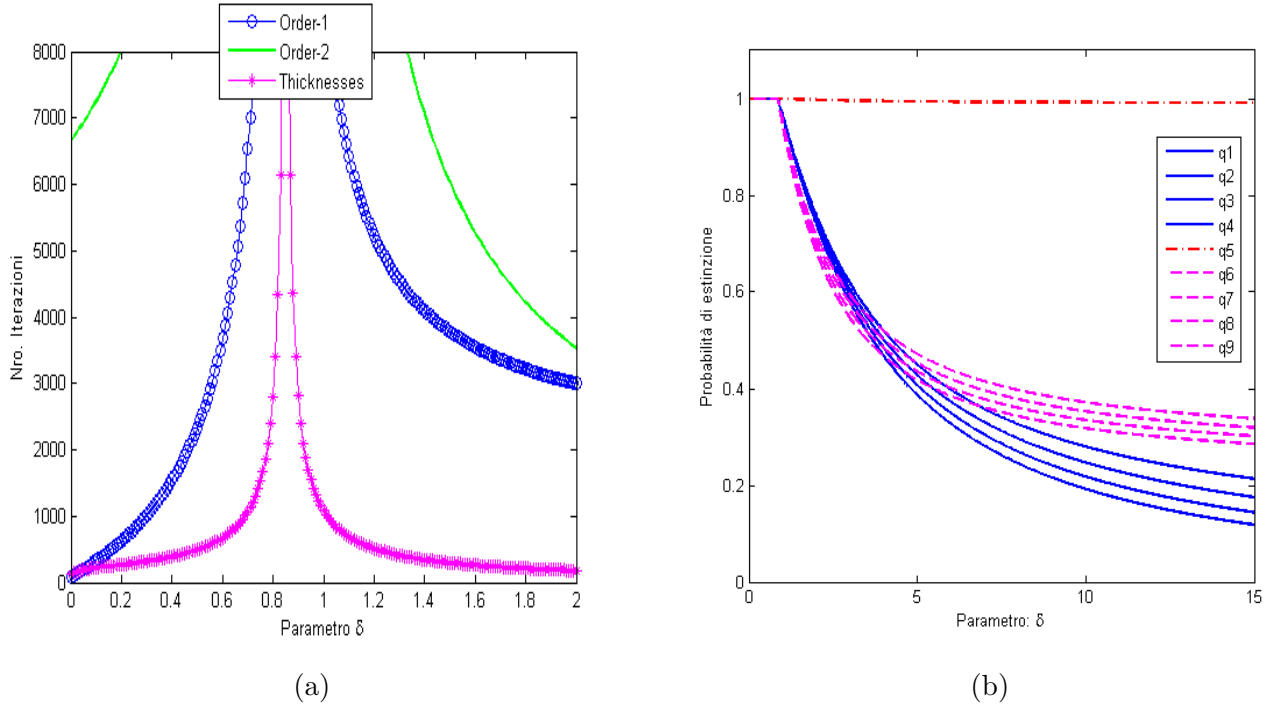 Order-1
Order-2
Thicknesses
8000
7000
6000
5000
4000
3000
2000
1000
0
0 0.2 0.4 0.6 0.8 1 1.2 1.4 1.6 1.8 2
Nro. Iterazioni
Parametro δ
(a)
1
0.8
0.6
0.4
0.2
0
0 5 10 15
Probabilità di estinzione
Parametro: δ
q1
q2
q3
q4
q5
q6
q7
q8
q9
(b)